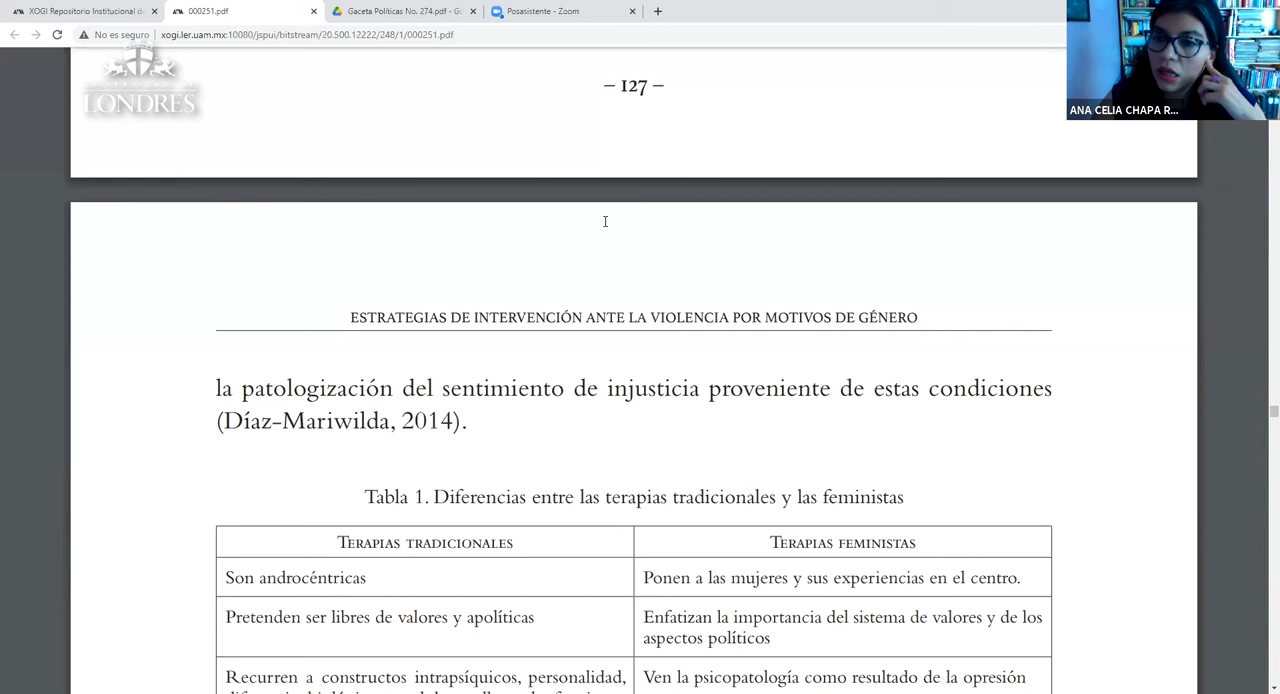 XOGI Repositorio Institucional de
000251.pdf
Gaceta Políticas No. 274.pdf - Go
Posasistente - Zoom
No es seguro
xogi.ler.uam.mx:10080/jspui/bitstream/20.500.12222/248/1/000251.pdf
LONDRES
ANA CELIA CHAPA R...
– 127 –
ESTRATEGIAS DE INTERVENCIÓN ANTE LA VIOLENCIA POR MOTIVOS DE GÉNERO
la patologización del sentimiento de injusticia proveniente de estas condiciones
(Díaz-Mariwilda, 2014).
Tabla 1. Diferencias entre las terapias tradicionales y las feministas
Terapias tradicionales
Terapias feministas
Son androcéntricas
Ponen a las mujeres y sus experiencias en el centro.
Pretenden ser libres de valores y apolíticas
Enfatizan la importancia del sistema de valores y de los
aspectos políticos
Recurren a constructos intrapsíquicos, personalidad,
Ven la psicopatología como resultado de la opresión